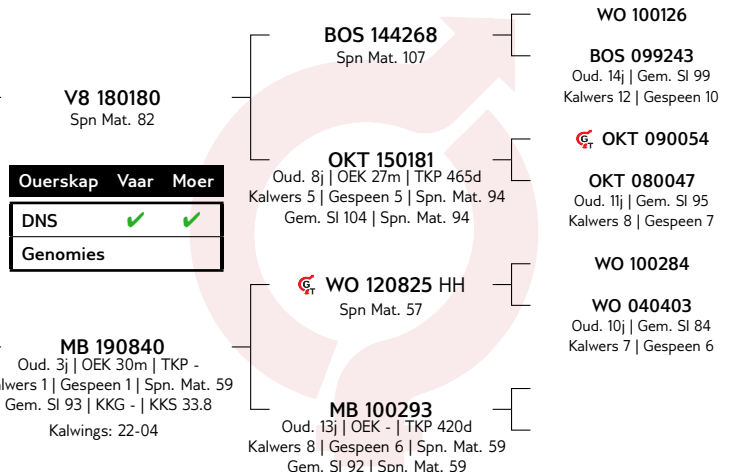 WO 100126
BOS 144268
Spn Mat. 107
BOS 099243
Oud. 14j | Gem. SI 99
Kalwers 12 | Gespeen 10
V8 180180
Spn Mat. 82
OKT 090054
OKT 150181
Oud. 8j | OEK 27m | TKP 465d
Kalwers 5 | Gespeen 5 | Spn. Mat. 94
Gem. SI 104 | Spn. Mat. 94
OKT 080047
Oud. 11j | Gem. SI 95
Kalwers 8 | Gespeen 7
Ouerskap Vaar Moer
DNS ✔ ✔
Genomies
WO 100284
WO 120825 HH
Spn Mat. 57
WO 040403
Oud. 10j | Gem. SI 84
Kalwers 7 | Gespeen 6
MB 190840
Oud. 3j | OEK 30m | TKP -
alwers 1 | Gespeen 1 | Spn. Mat. 59
Gem. SI 93 | KKG - | KKS 33.8
Kalwings: 22-04
MB 100293
Oud. 13j | OEK - | TKP 420d
Kalwers 8 | Gespeen 6 | Spn. Mat. 59
Gem. SI 92 | Spn. Mat. 59